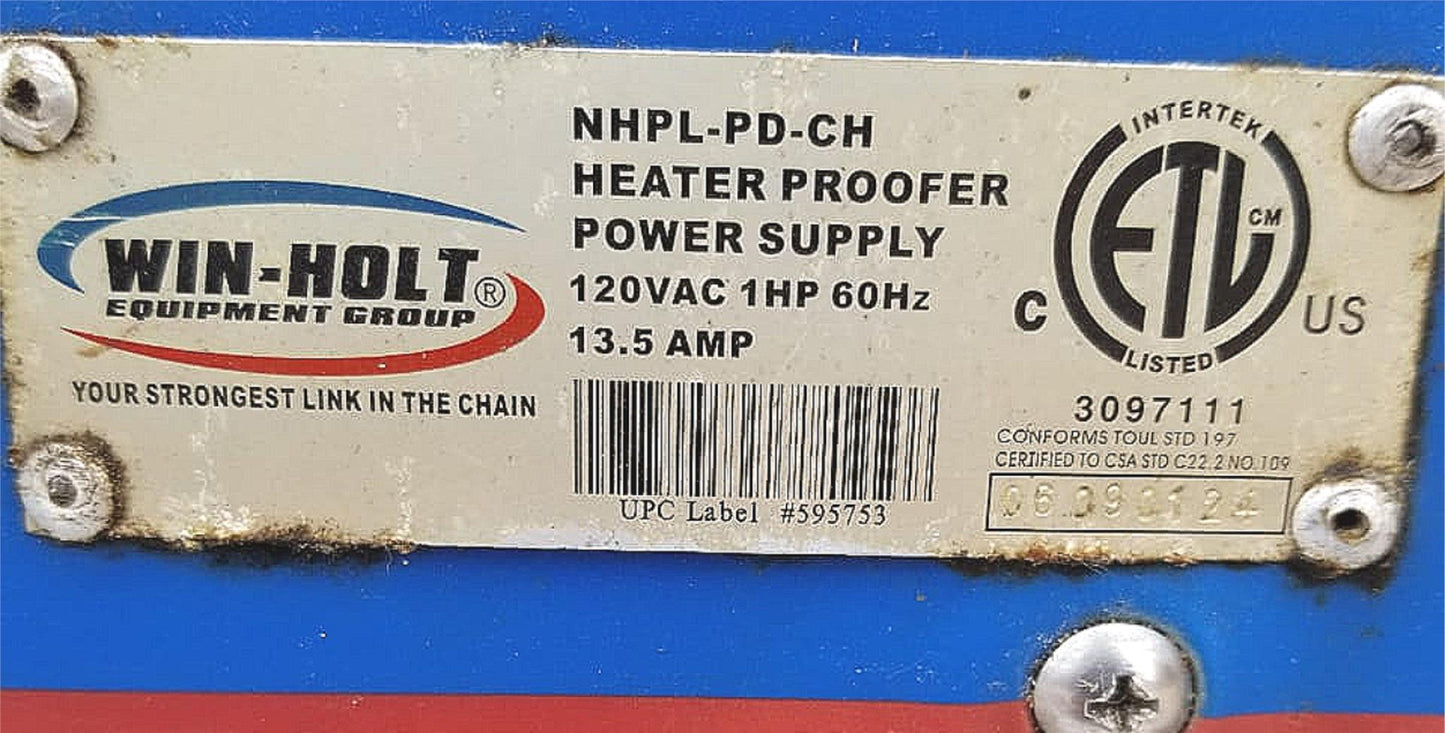 WIN-HOLT®
EQUIPMENT GROUP
YOUR STRONGEST LINK IN THE CHAIN
NHPL-PD-CH
HEATER PROOFER
POWER SUPPLY
120VAC 1HP 60Hz
13.5 AMP
UPC Label #595753
INTERTEK
ETL CM
C US
LISTED
3097111
CONFORMS TOUL STD 197
CERTIFIED TO CSA STD C22.2 NO.109